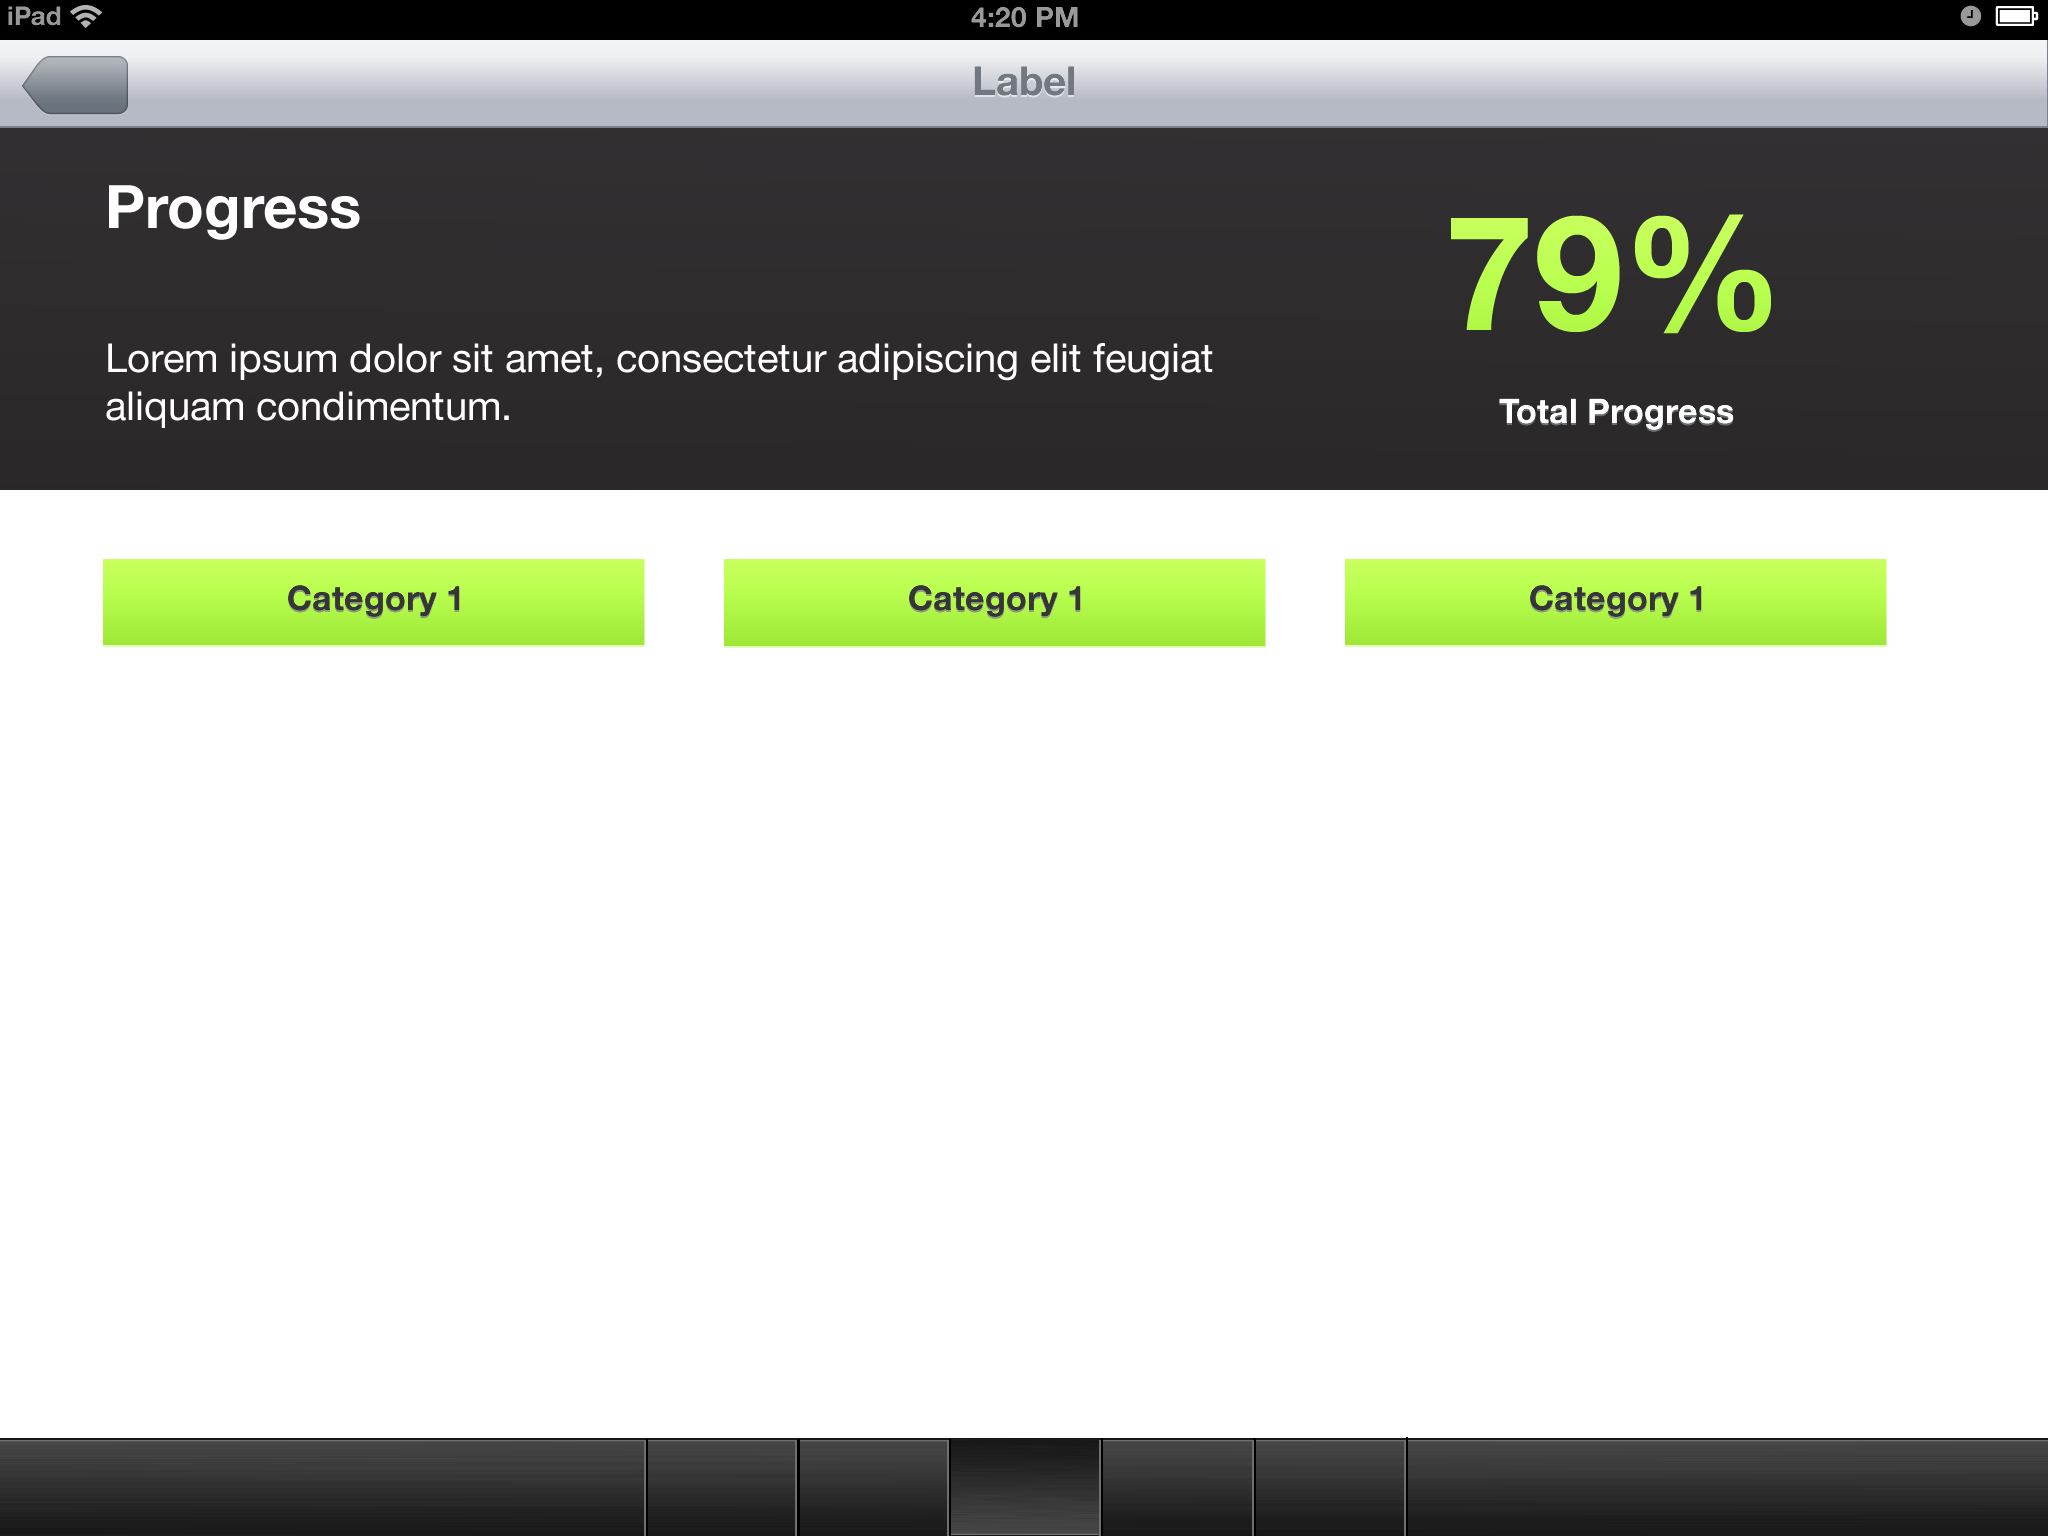 iPad
4:20 PM
Label
Progress
79%
Lorem ipsum dolor sit amet, consectetur adipiscing elit feugiat
aliquam condimentum.
Total Progress
Category 1
Category 1
Category 1